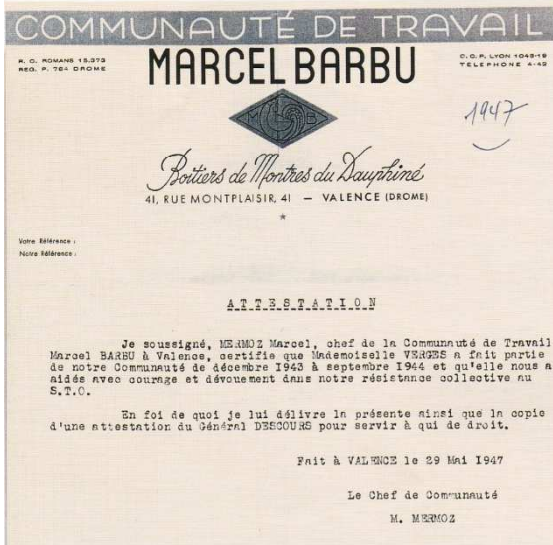 COMMUNAUTÉ DE TRAVAIL
R. C. ROMANS 15.373
REG. P. 764 DROME
MARCEL BARBU
C. C. P. LYON 1043-19
TÉLÉPHONE 4-42
M B
1947
Boitiers de Montres du Dauphiné
41, RUE MONTPLAISIR, 41 — VALENCE (DROME)
*
Votre Référence :
Notre Référence :
ATTESTATION
Je soussigné, MERMOZ Marcel, chef de la Communauté de Travail
Marcel BARBU à Valence, certifie que Mademoiselle VERGES a fait partie
de notre Communauté de décembre I943 à septembre I944 et qu'elle nous a
aidés avec courage et dévouement dans notre résistance collective au
S.T.O.
En foi de quoi je lui délivre la présente ainsi que la copie
d'une attestation du Général DESCOURS pour servir à qui de droit.
Fait à VALENCE le 29 Mai I947
Le Chef de Communauté
M. MERMOZ